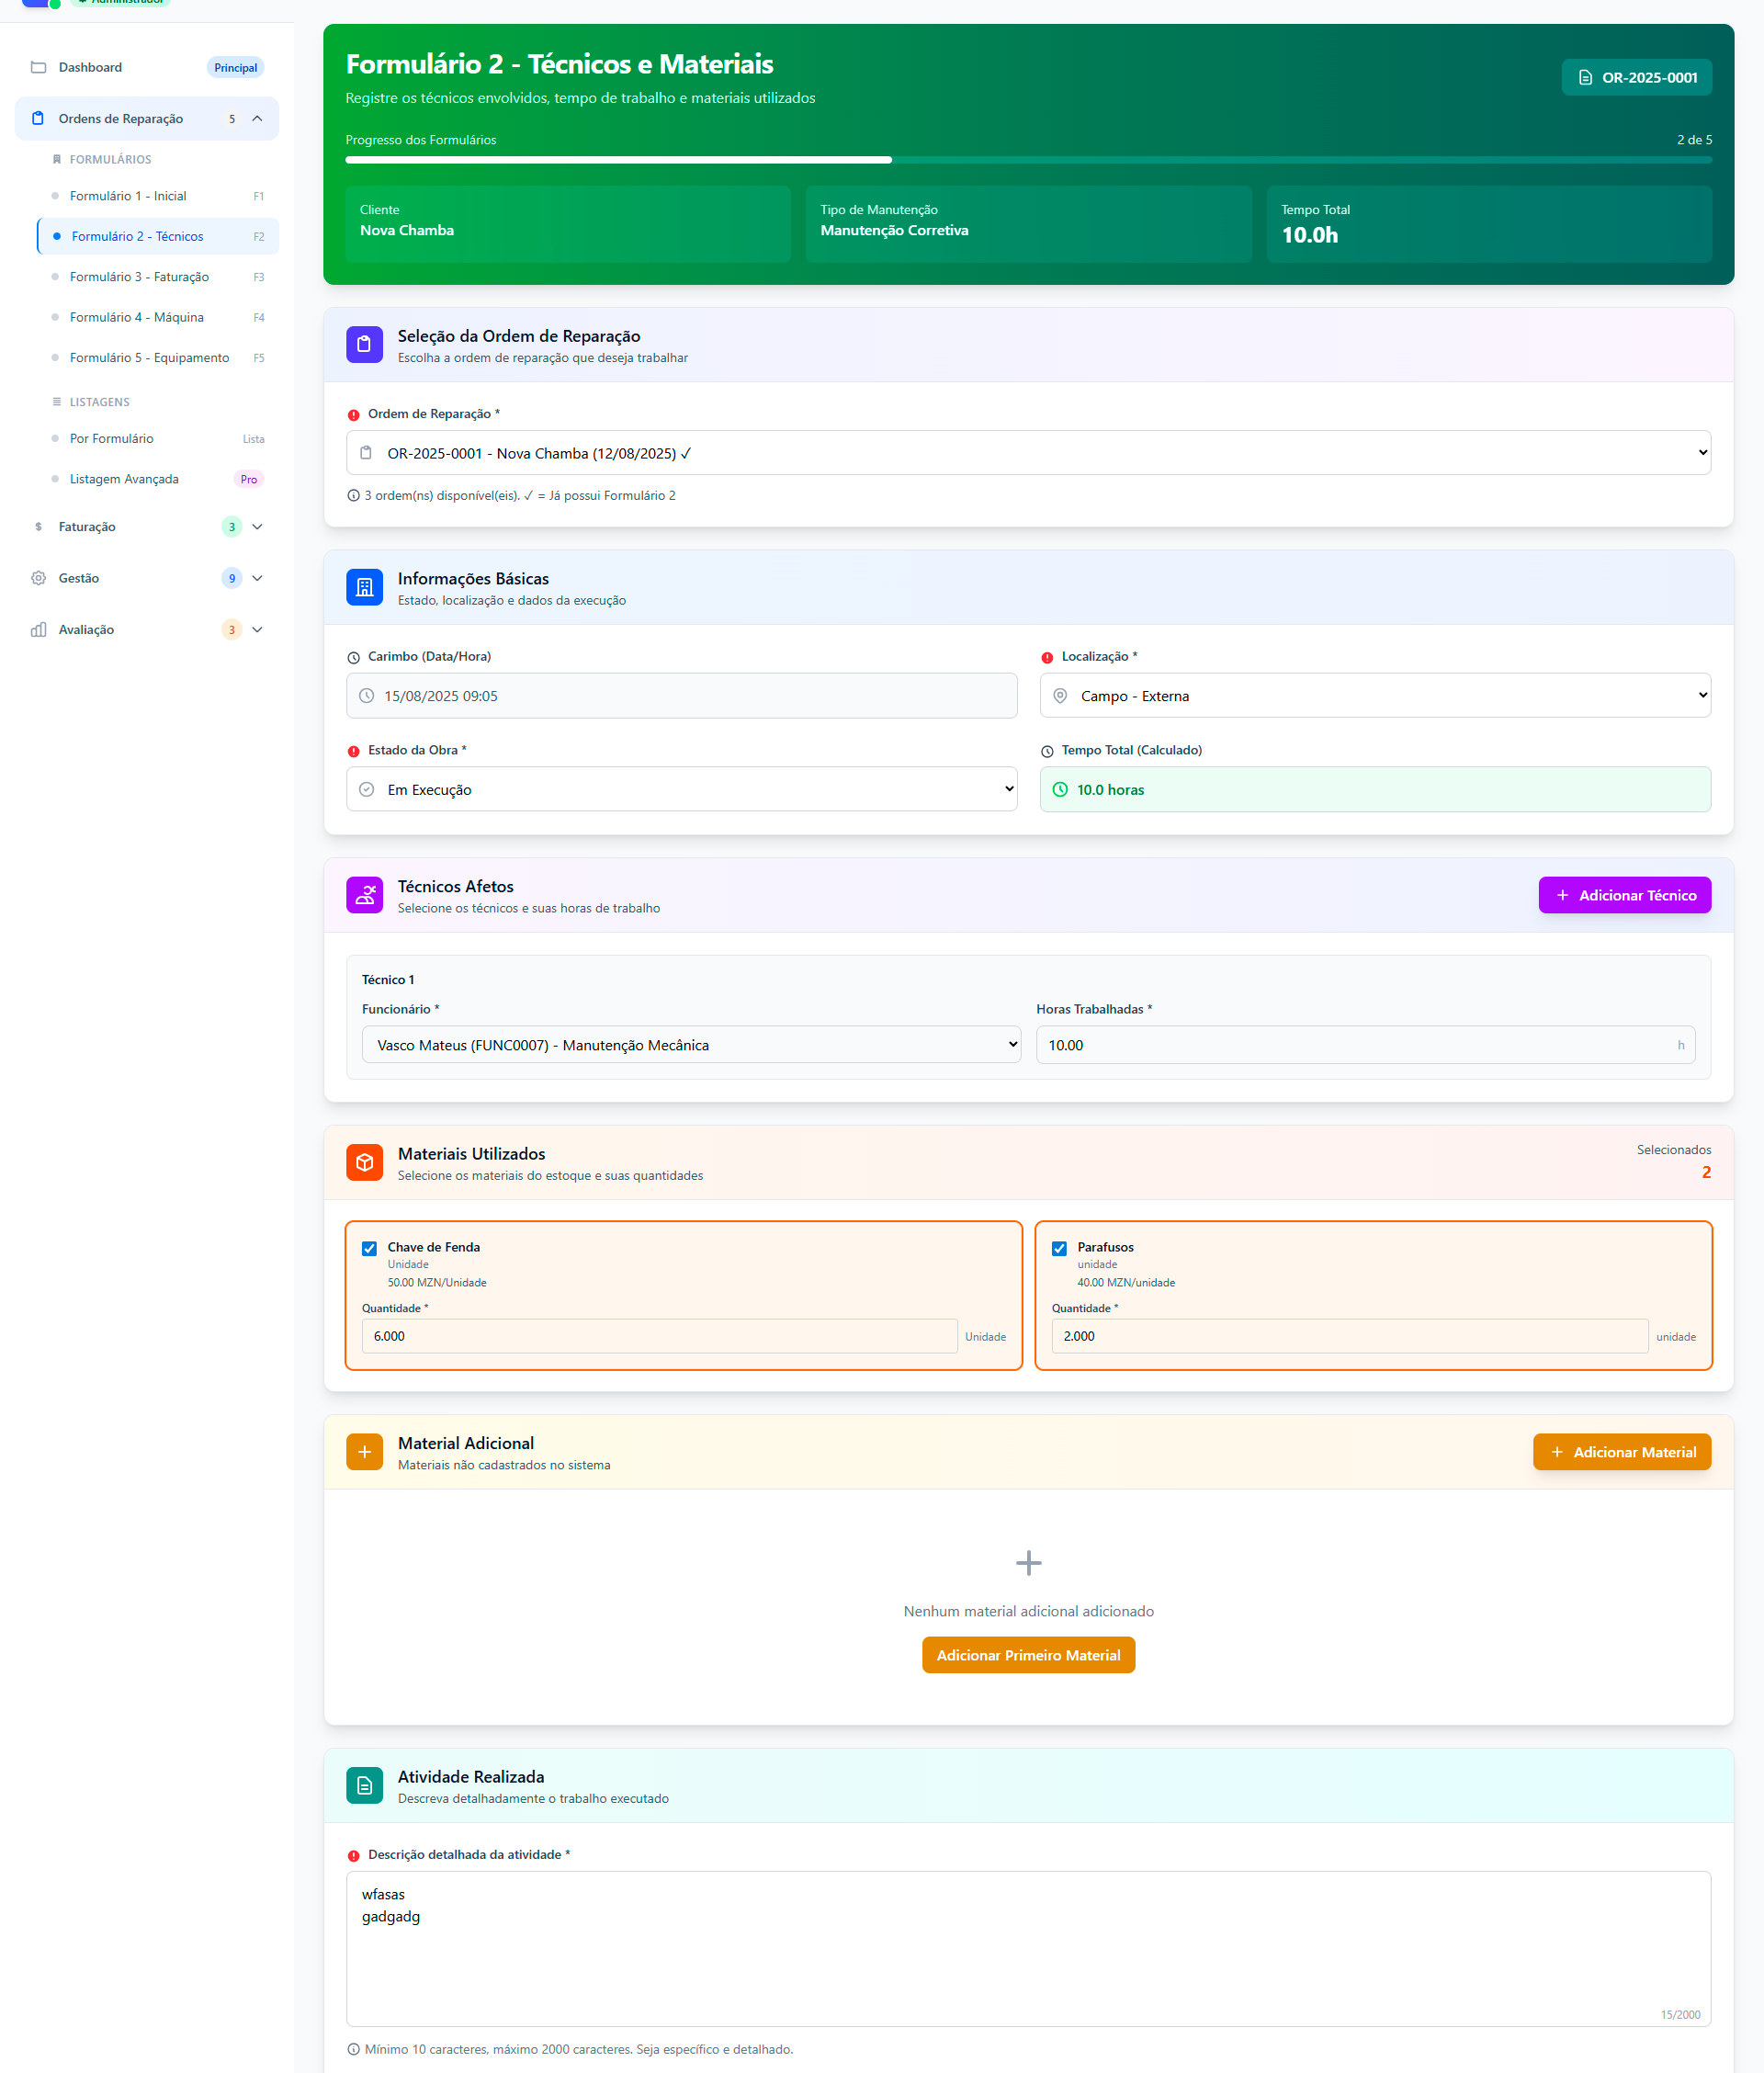 Administrador
Dashboard
Principal
Ordens de Reparação
5
FORMULÁRIOS
Formulário 1 - Inicial
F1
Formulário 2 - Técnicos
F2
Formulário 3 - Faturação
F3
Formulário 4 - Máquina
F4
Formulário 5 - Equipamento
F5
LISTAGENS
Por Formulário
Lista
Listagem Avançada
Pro
$ Faturação
3
Gestão
9
Avaliação
3
Formulário 2 - Técnicos e Materiais
Registre os técnicos envolvidos, tempo de trabalho e materiais utilizados
OR-2025-0001
Progresso dos Formulários
2 de 5
Cliente
Nova Chamba
Tipo de Manutenção
Manutenção Corretiva
Tempo Total
10.0h
Seleção da Ordem de Reparação
Escolha a ordem de reparação que deseja trabalhar
Ordem de Reparação *
OR-2025-0001 - Nova Chamba (12/08/2025) ✓
3 ordem(ns) disponível(eis). ✓ = Já possui Formulário 2
Informações Básicas
Estado, localização e dados da execução
Carimbo (Data/Hora)
15/08/2025 09:05
Localização *
Campo - Externa
Estado da Obra *
Em Execução
Tempo Total (Calculado)
10.0 horas
Técnicos Afetos
Selecione os técnicos e suas horas de trabalho
+ Adicionar Técnico
Técnico 1
Funcionário *
Vasco Mateus (FUNC0007) - Manutenção Mecânica
Horas Trabalhadas *
10.00
h
Materiais Utilizados
Selecione os materiais do estoque e suas quantidades
Selecionados
2
Chave de Fenda
Unidade
50.00 MZN/Unidade
Quantidade *
6.000
Unidade
Parafusos
unidade
40.00 MZN/unidade
Quantidade *
2.000
unidade
Material Adicional
Materiais não cadastrados no sistema
+ Adicionar Material
Nenhum material adicional adicionado
Adicionar Primeiro Material
Atividade Realizada
Descreva detalhadamente o trabalho executado
Descrição detalhada da atividade *
wfasas
gadgadg
15/2000
Mínimo 10 caracteres, máximo 2000 caracteres. Seja específico e detalhado.